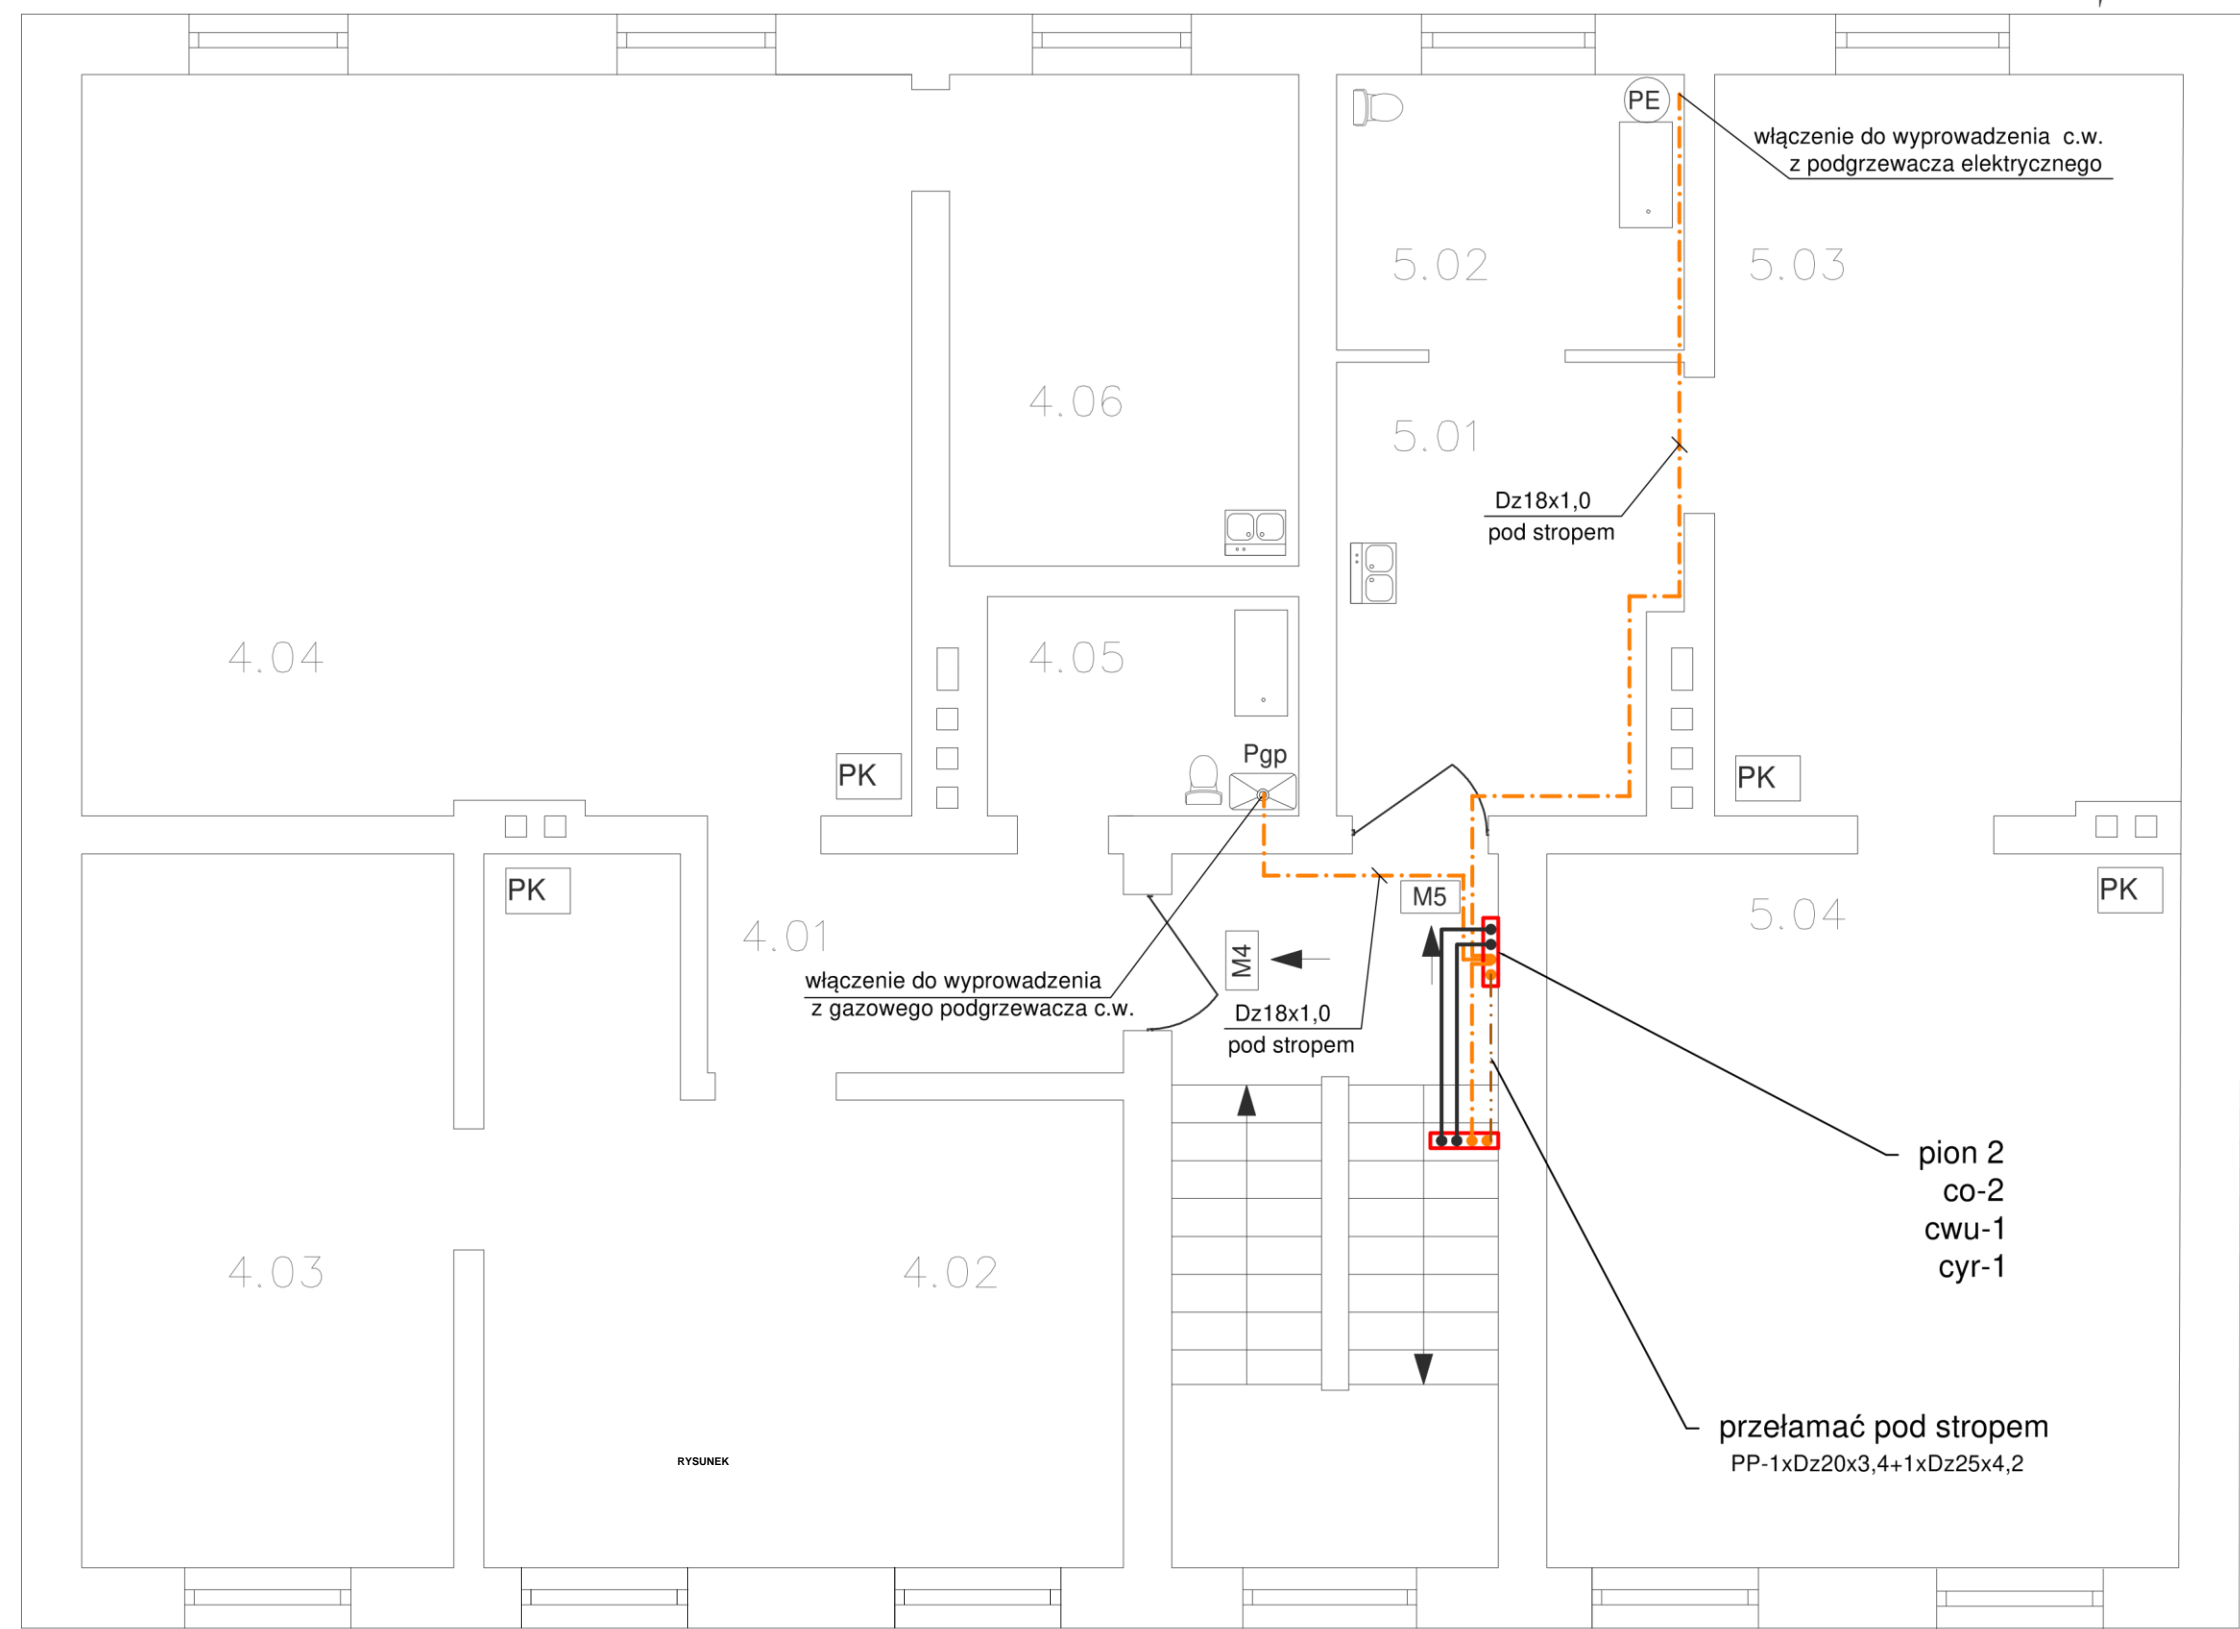 PE
włączenie do wyprowadzenia c.w.
z podgrzewacza elektrycznego
5.02
5.03
4.06
5.01
Dz18x1,0
pod stropem
4.04
4.05
Pgp
PK
PK
PK
PK
M5
5.04
4.01
M4
włączenie do wyprowadzenia
z gazowego podgrzewacza c.w.
Dz18x1,0
pod stropem
pion 2
co-2
cwu-1
cyr-1
4.03
4.02
przełamać pod stropem
PP-1xDz20x3,4+1xDz25x4,2
RYSUNEK